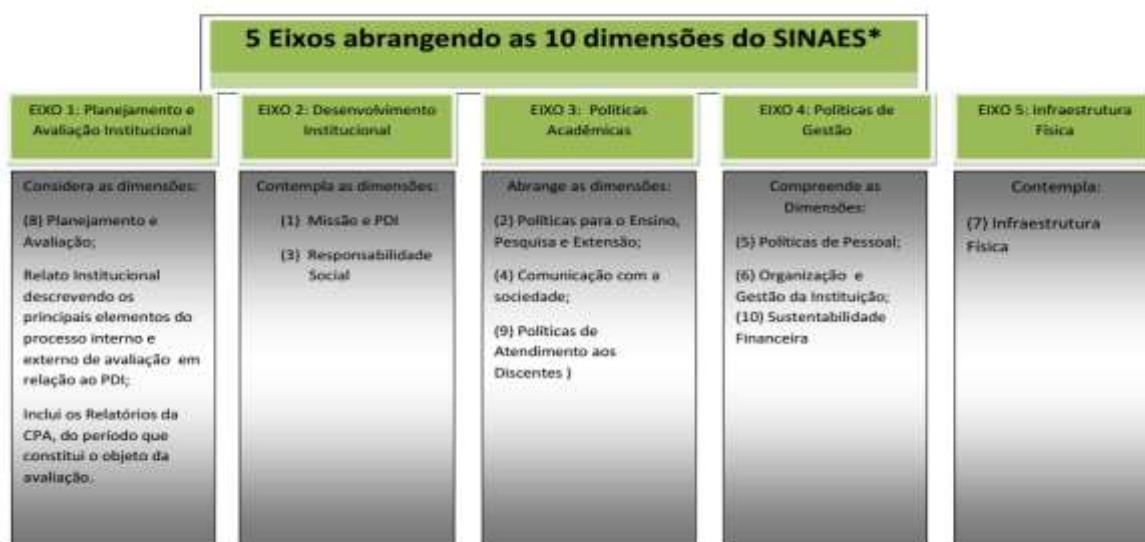 5 Eixos abrangendo as 10 dimensões do SINAES*
EIXO 1: Planejamento e
Avaliação Institucional
Considera as dimensões:
(8) Planejamento e
Avaliação;
Relato Institucional
descrevendo os
principais elementos do
processo interno e
externo de avaliação em
relação ao PDI;
Inclui os Relatórios da
CPA, do período que
constitui o objeto da
avaliação.
EIXO 2: Desenvolvimento
Institucional
Contempla as dimensões:
(1) Missão e PDI
(3) Responsabilidade
Social
EIXO 3: Políticas
Acadêmicas
Abrange as dimensões:
(2) Políticas para o Ensino,
Pesquisa e Extensão;
(4) Comunicação com a
sociedade;
(9) Políticas de
Atendimento aos
Discentes )
EIXO 4: Políticas de
Gestão
Compreende as
Dimensões:
(5) Políticas de Pessoal;
(6) Organização e
Gestão da Instituição;
(10) Sustentabilidade
Financeira
EIXO 5: Infraestrutura
Física
Contempla:
(7) Infraestrutura
Física